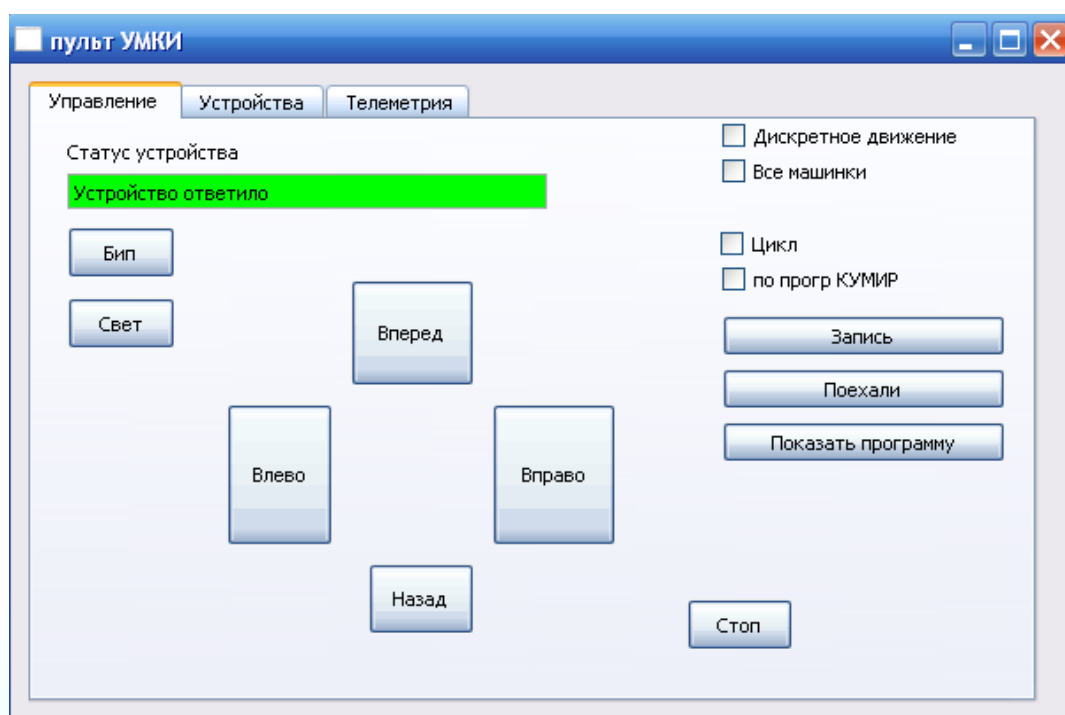 пульт УМКИ
Управление
Устройства
Телеметрия
Статус устройства
Устройство ответило
Бип
Свет
Вперед
Влево
Вправо
Назад
Стоп
Дискретное движение
Все машинки
Цикл
по прогр КУМИР
Запись
Поехали
Показать программу